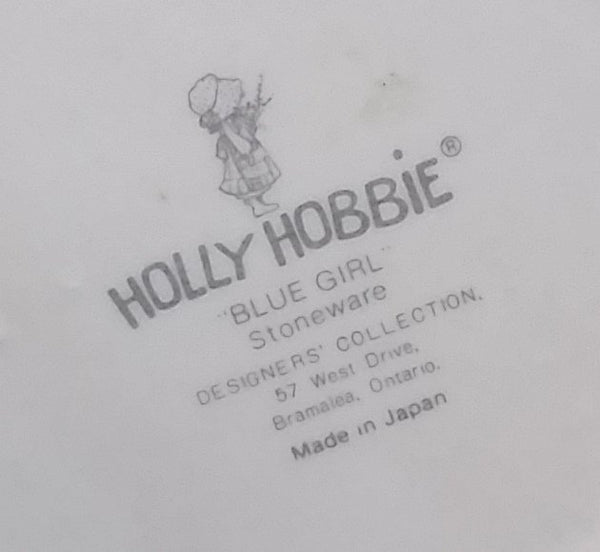 HOLLY HOBBiE®
"BLUE GIRL"
Stoneware
DESIGNERS' COLLECTION.
57 West Drive,
Bramalea, Ontario.
Made in Japan